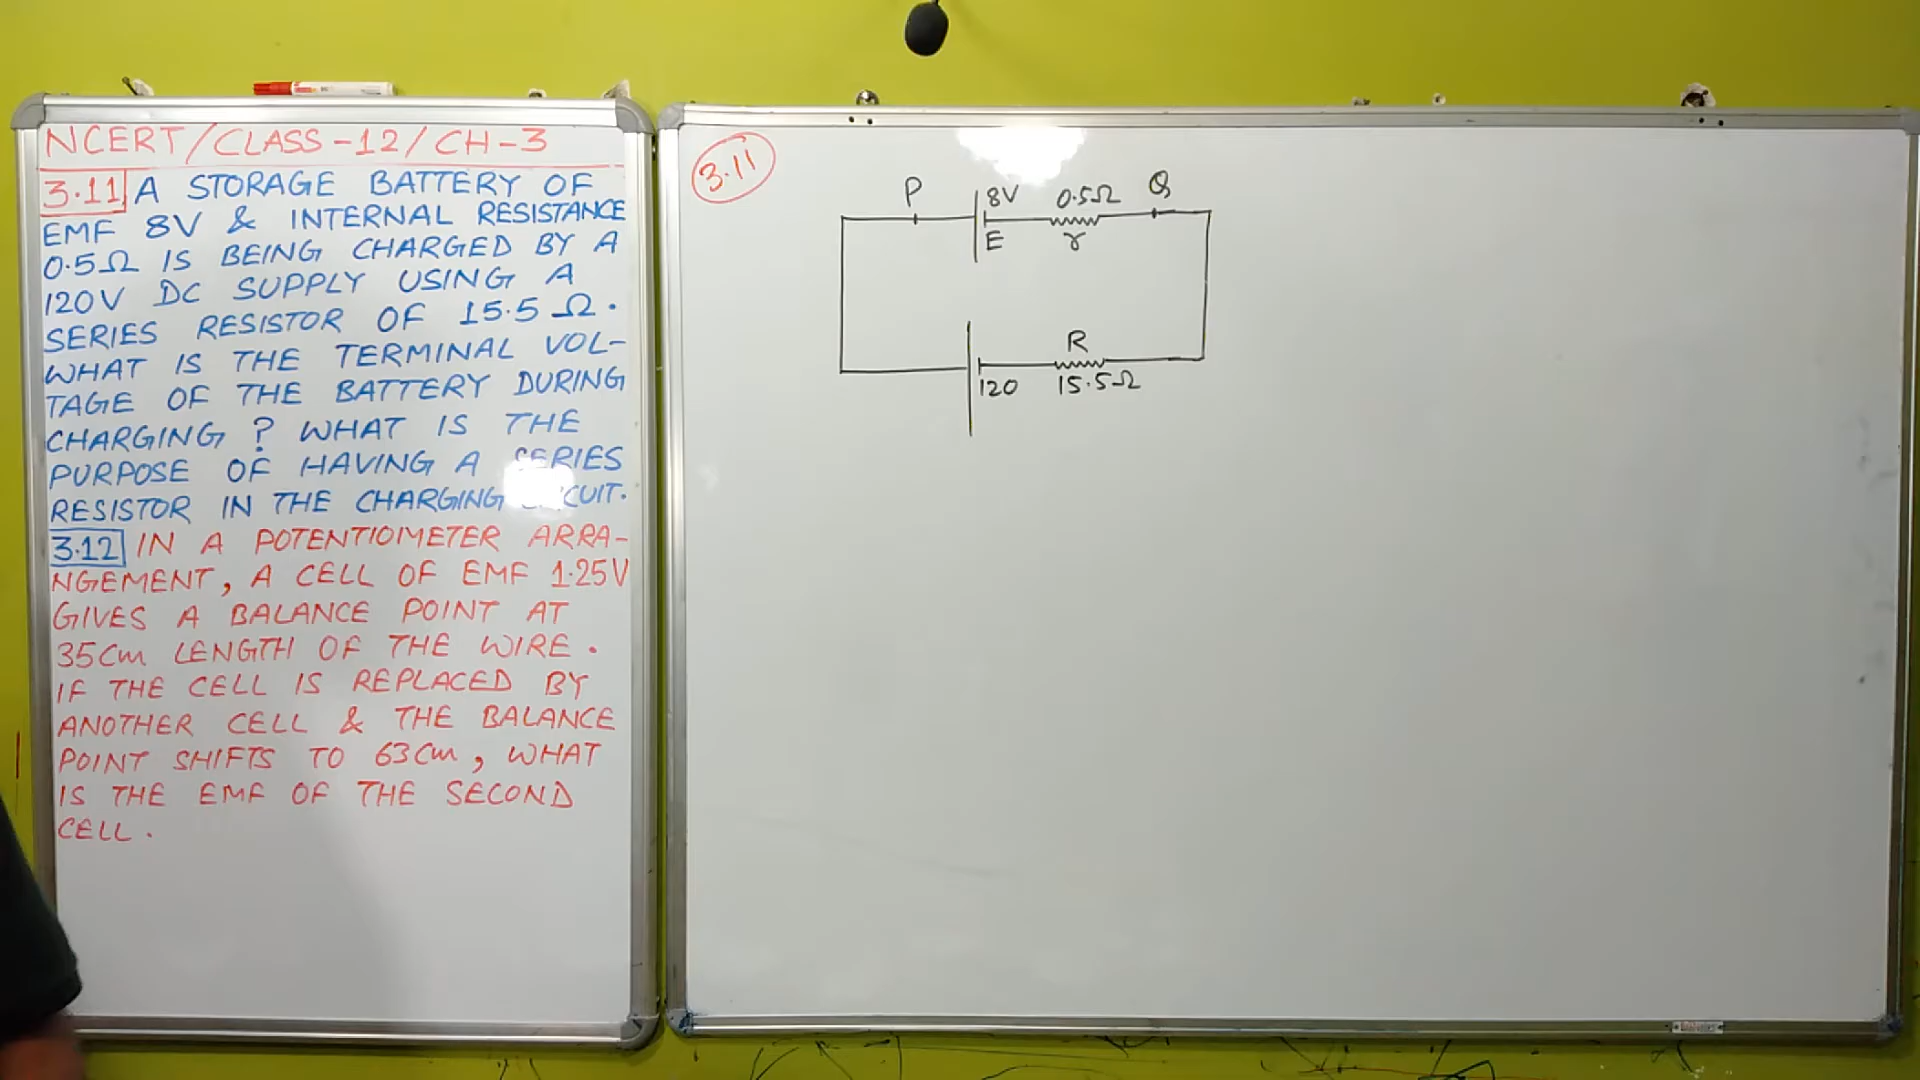 NCERT/CLASS-12/CH-3
3.11 A STORAGE BATTERY OF
EMF 8V & INTERNAL RESISTANCE
0.5Ω IS BEING CHARGED BY A
120V DC SUPPLY USING A
SERIES RESISTOR OF 15.5Ω.
WHAT IS THE TERMINAL VOL-
TAGE OF THE BATTERY DURING
CHARGING? WHAT IS THE
PURPOSE OF HAVING A SERIES
RESISTOR IN THE CHARGING
3.12 IN A POTENTIOMETER ARRA-
NGEMENT, A CELL OF EMF 1.25V
GIVES A BALANCE POINT AT
35cm LENGTH OF THE WIRE.
IF THE CELL IS REPLACED BY
ANOTHER CELL & THE BALANCE
POINT SHIFTS TO 63cm, WHAT
IS THE EMF OF THE SECOND
CELL.
3.11
P 8V 0.5Ω Q
E r
R
120 15.5Ω